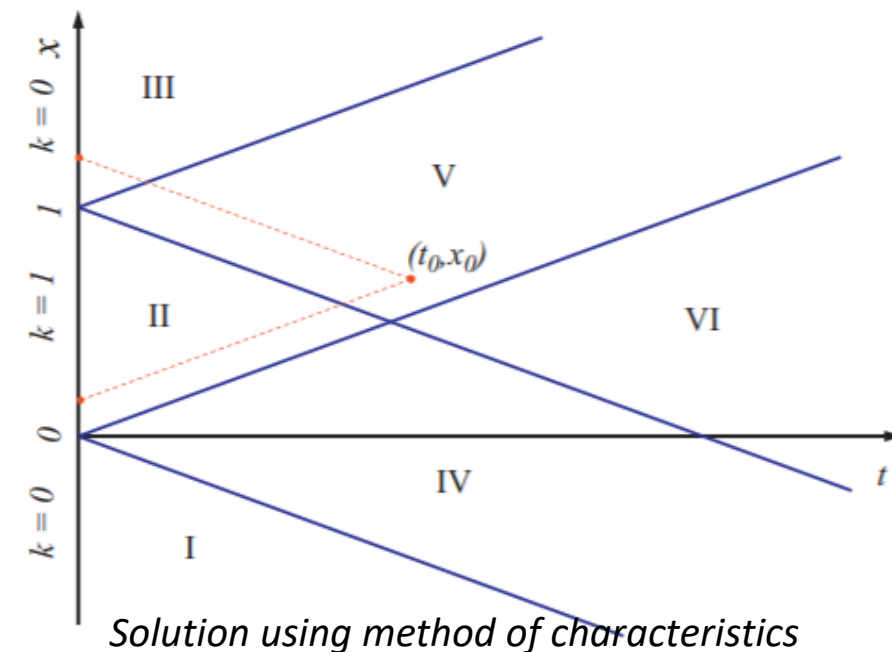 x
k = 0
III
1
V
(t0,x0)
k = 1
II
VI
0
t
k = 0
IV
I
Solution using method of characteristics